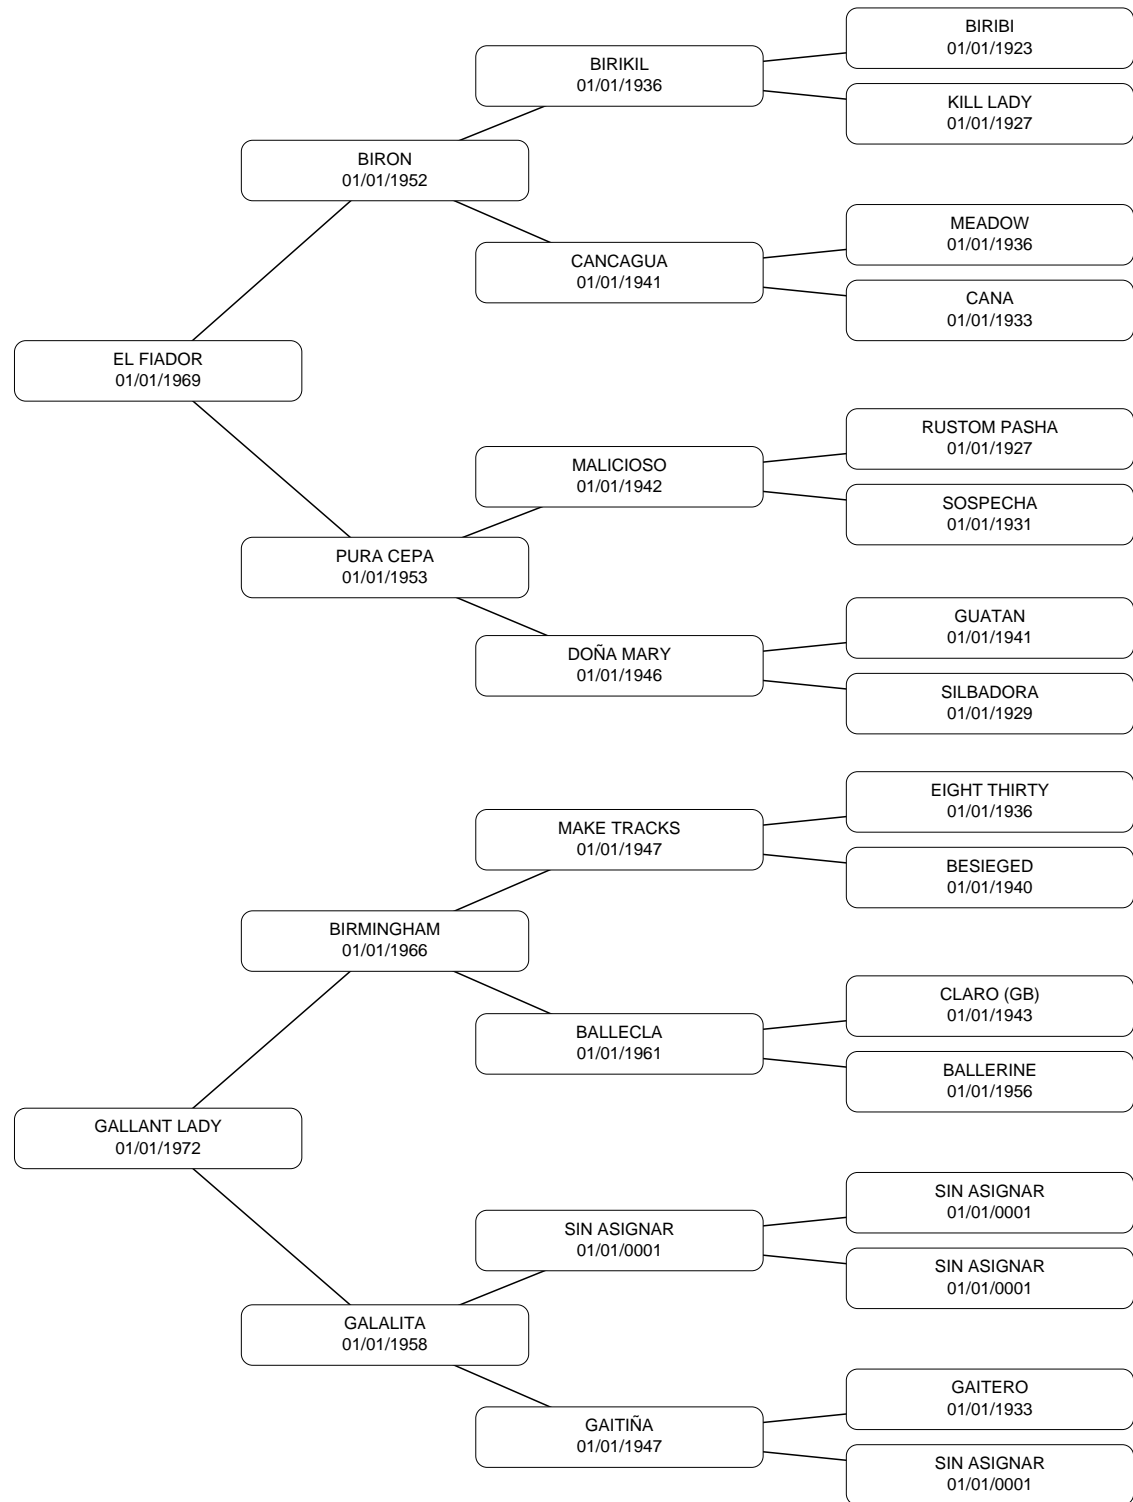 BIRIBI
01/01/1923
BIRIKIL
01/01/1936
KILL LADY
01/01/1927
BIRON
01/01/1952
MEADOW
01/01/1936
CANCAGUA
01/01/1941
CANA
01/01/1933
EL FIADOR
01/01/1969
RUSTOM PASHA
01/01/1927
MALICIOSO
01/01/1942
SOSPECHA
01/01/1931
PURA CEPA
01/01/1953
GUATAN
01/01/1941
DOÑA MARY
01/01/1946
SILBADORA
01/01/1929
EIGHT THIRTY
01/01/1936
MAKE TRACKS
01/01/1947
BESIEGED
01/01/1940
BIRMINGHAM
01/01/1966
CLARO (GB)
01/01/1943
BALLECLA
01/01/1961
BALLERINE
01/01/1956
GALLANT LADY
01/01/1972
SIN ASIGNAR
01/01/0001
SIN ASIGNAR
01/01/0001
SIN ASIGNAR
01/01/0001
GALALITA
01/01/1958
GAITERO
01/01/1933
GAITIÑA
01/01/1947
SIN ASIGNAR
01/01/0001